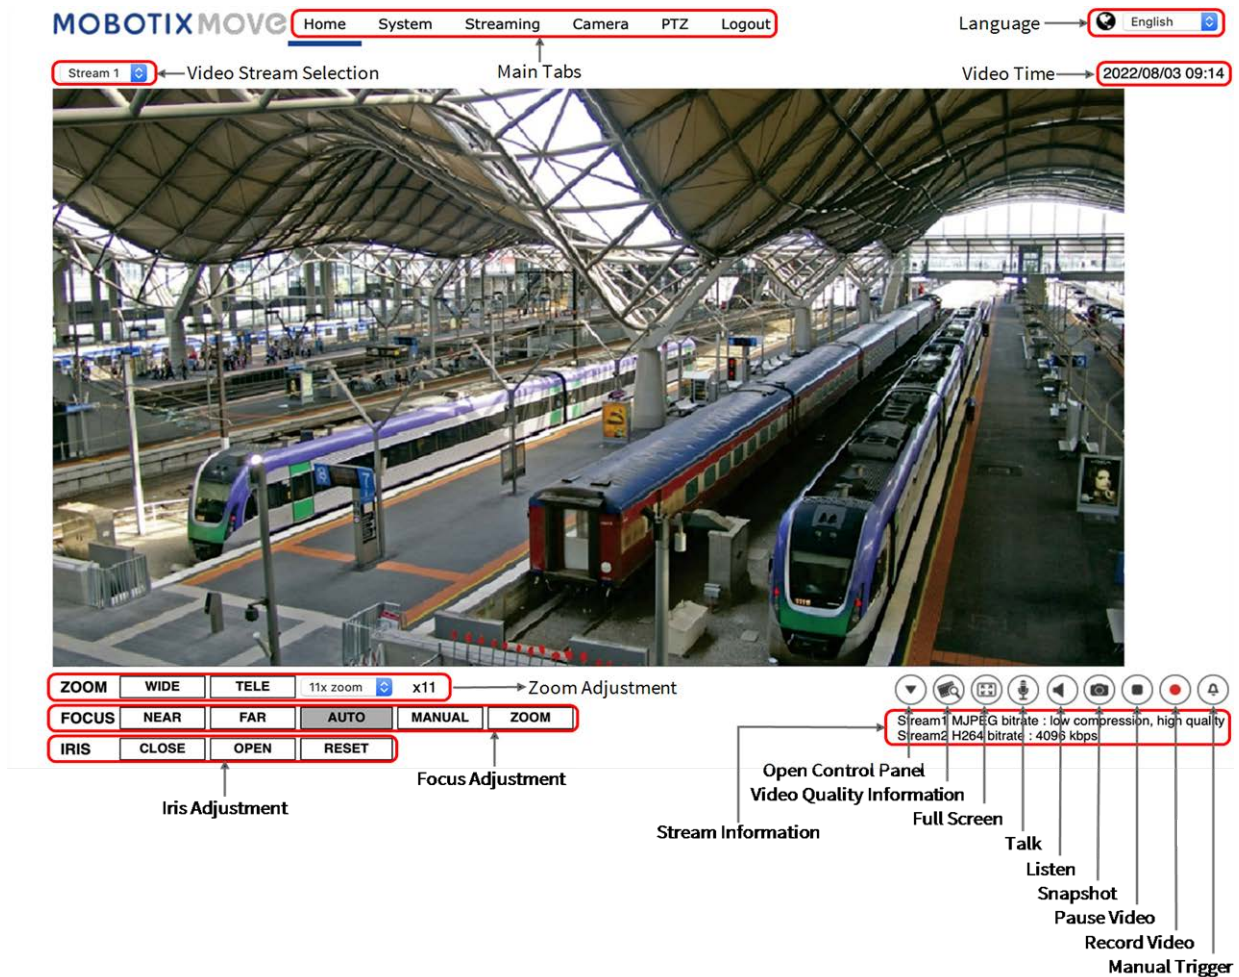 MOBOTIXMOVE Home System Streaming Camera PTZ Logout Language English
Stream 1 Video Stream Selection Main Tabs Video Time 2022/08/03 09:14
ZOOM WIDE TELE 11x zoom x11 Zoom Adjustment
FOCUS NEAR FAR AUTO MANUAL ZOOM
IRIS CLOSE OPEN RESET
Stream1 MJPEG bitrate : low compression, high quality
Stream2 H264 bitrate : 4096 kbps
Focus Adjustment
Iris Adjustment
Open Control Panel
Video Quality Information
Full Screen
Stream Information
Talk
Listen
Snapshot
Pause Video
Record Video
Manual Trigger